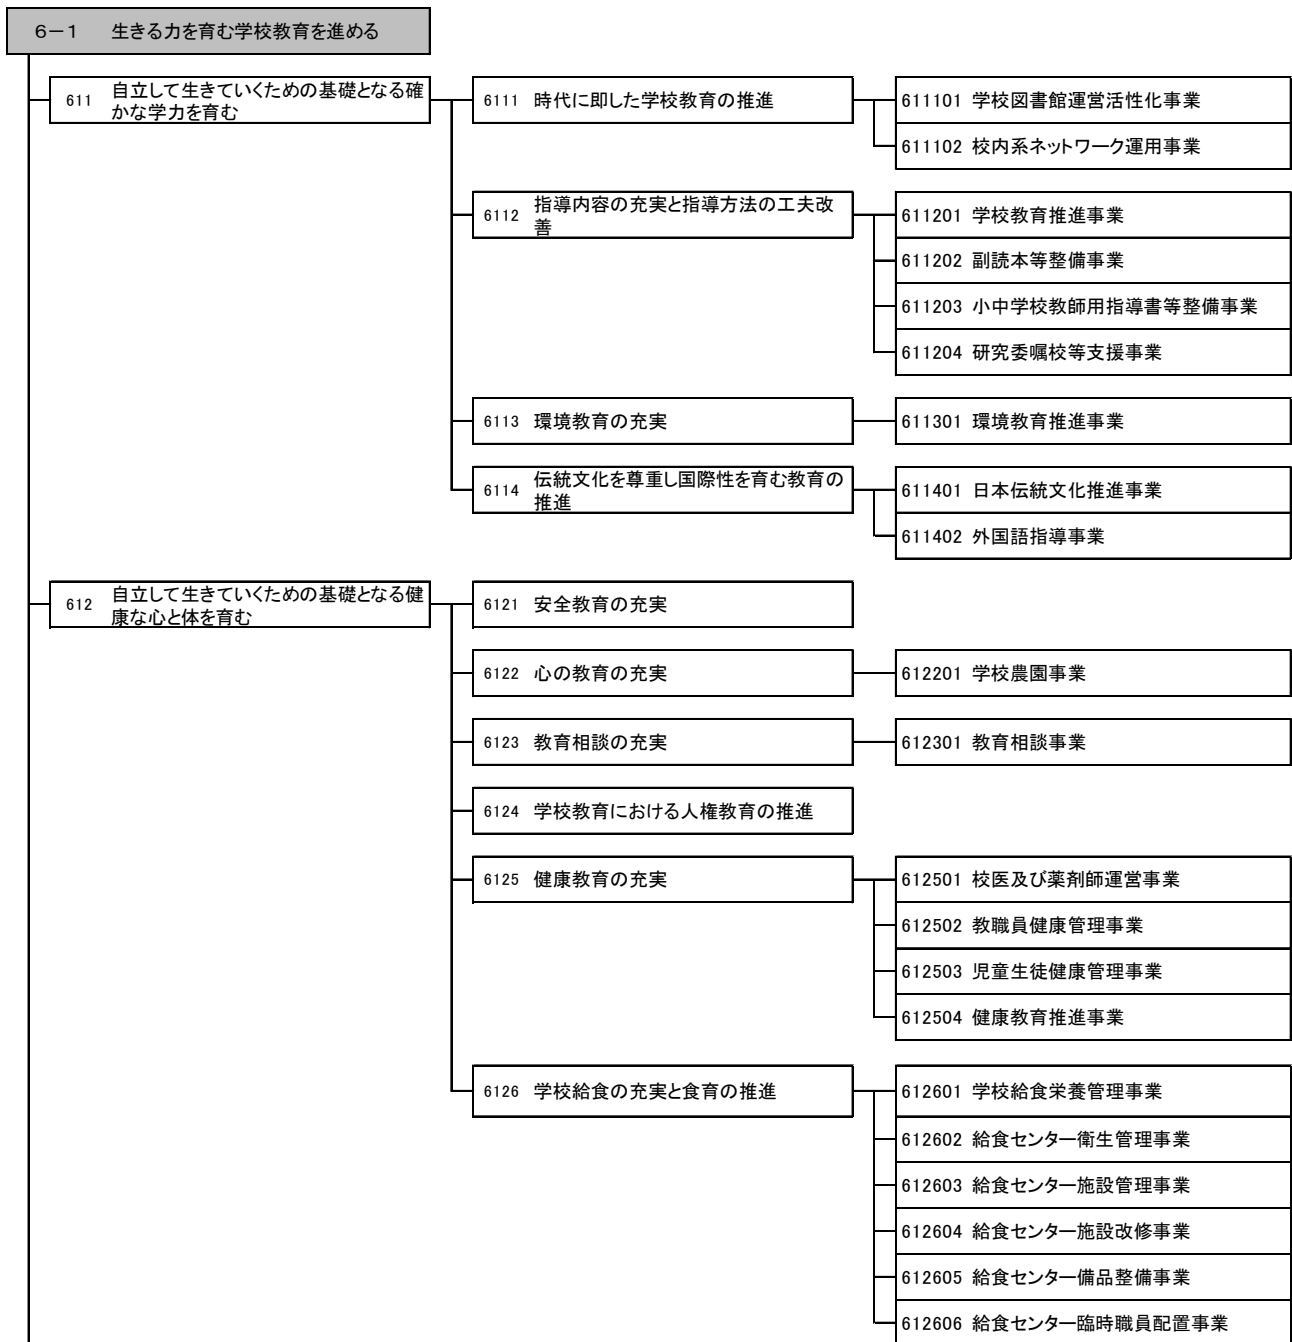 6－1 生きる力を育む学校教育を進める
611 自立して生きていくための基礎となる確
かな学力を育む
6111 時代に即した学校教育の推進
611101 学校図書館運営活性化事業
611102 校内系ネットワーク運用事業
6112 指導内容の充実と指導方法の工夫改
善
611201 学校教育推進事業
611202 副読本等整備事業
611203 小中学校教師用指導書等整備事業
611204 研究委嘱校等支援事業
6113 環境教育の充実
611301 環境教育推進事業
6114 伝統文化を尊重し国際性を育む教育の
推進
611401 日本伝統文化推進事業
611402 外国語指導事業
612 自立して生きていくための基礎となる健
康な心と体を育む
6121 安全教育の充実
6122 心の教育の充実
612201 学校農園事業
6123 教育相談の充実
612301 教育相談事業
6124 学校教育における人権教育の推進
6125 健康教育の充実
612501 校医及び薬剤師運営事業
612502 教職員健康管理事業
612503 児童生徒健康管理事業
612504 健康教育推進事業
6126 学校給食の充実と食育の推進
612601 学校給食栄養管理事業
612602 給食センター衛生管理事業
612603 給食センター施設管理事業
612604 給食センター施設改修事業
612605 給食センター備品整備事業
612606 給食センター臨時職員配置事業